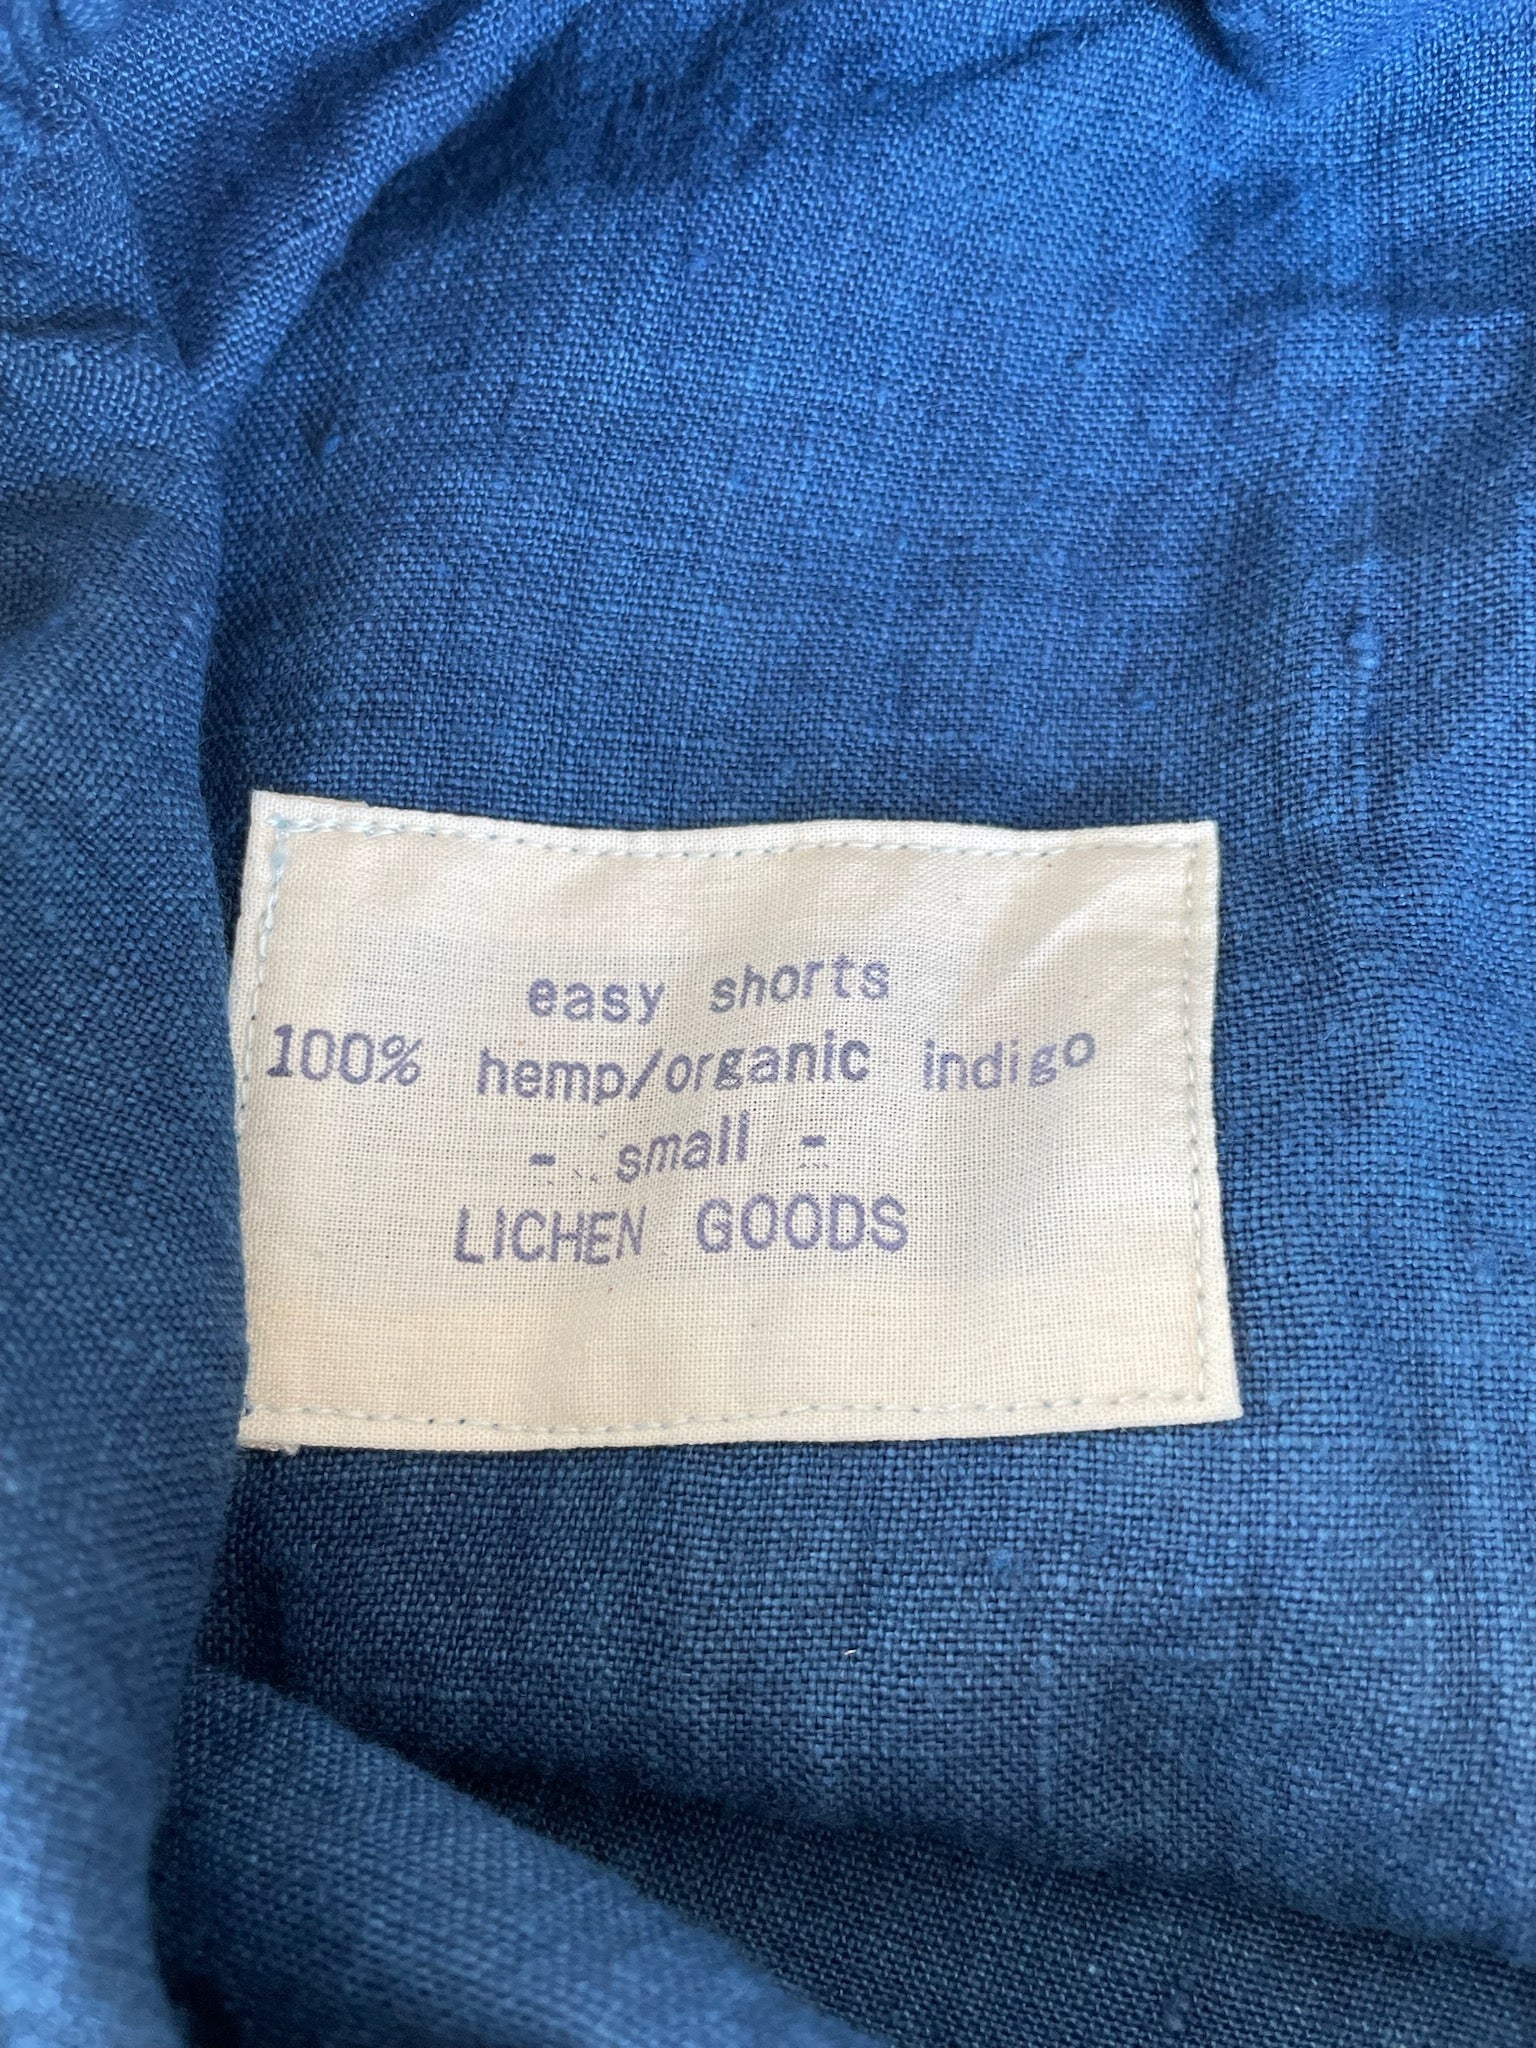 easy shorts
100% hemp/organic indigo
- small -
LICHEN GOODS